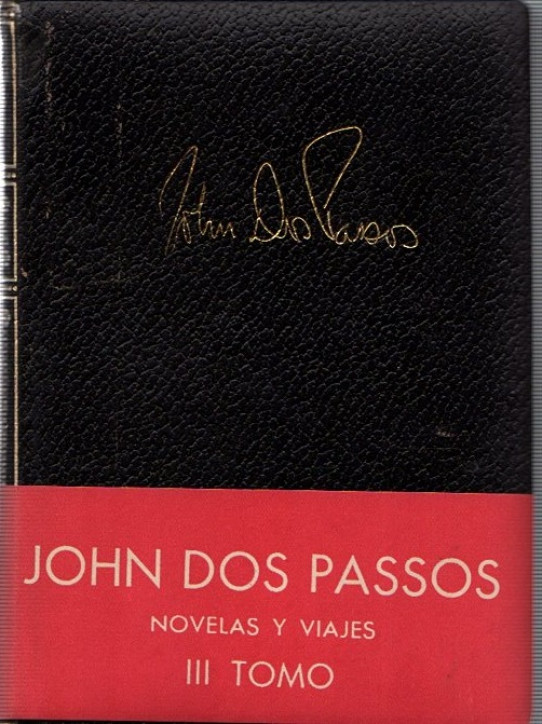 John Dos Passos
JOHN DOS PASSOS
NOVELAS Y VIAJES
III TOMO